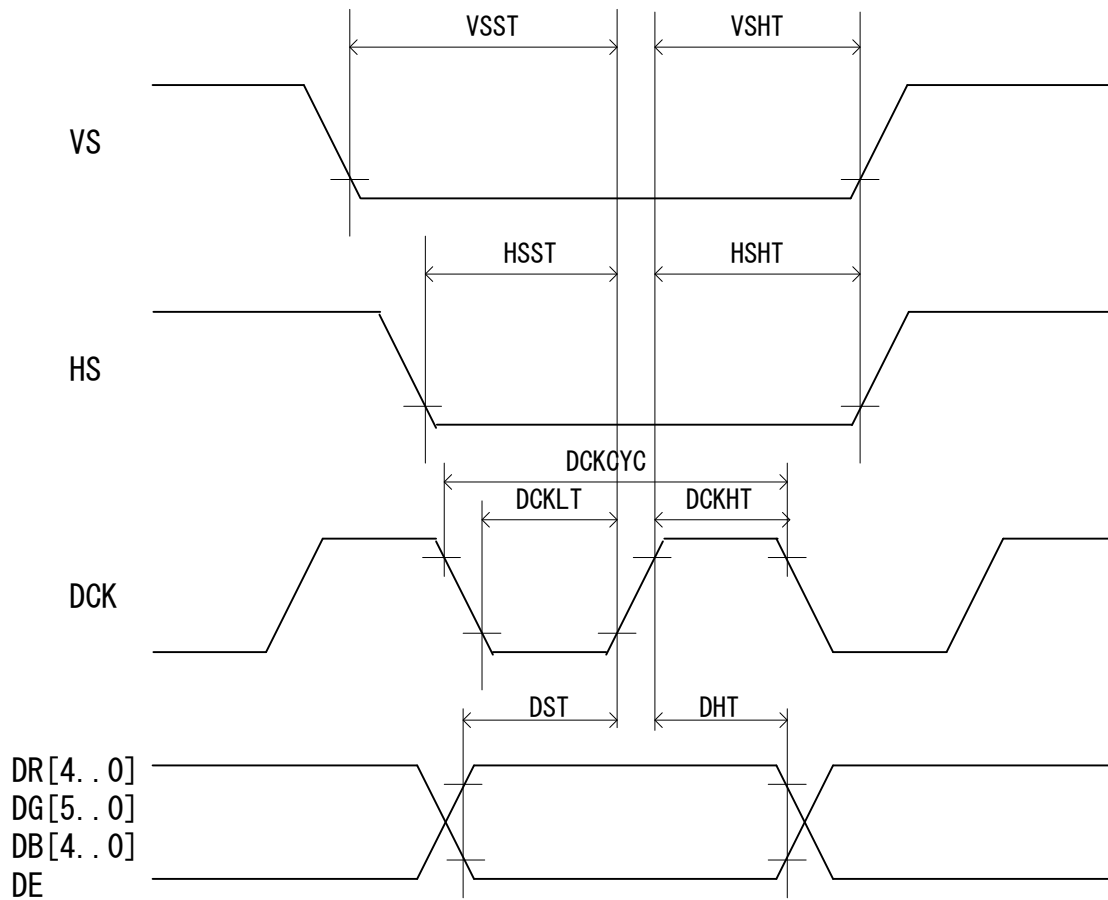 VSST VSHT
VS
HSST HSHT
HS
DCKCYC
DCKLT DCKHT
DCK
DST DHT
DR[4..0]
DG[5..0]
DB[4..0]
DE